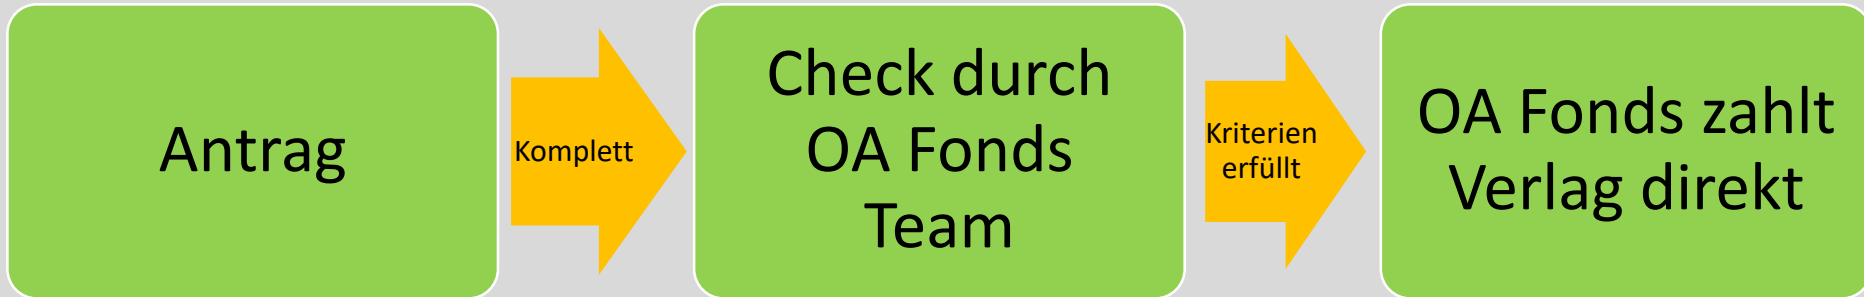 Antrag
Komplett
Check durch
OA Fonds
Team
Kriterien
erfüllt
OA Fonds zahlt
Verlag direkt